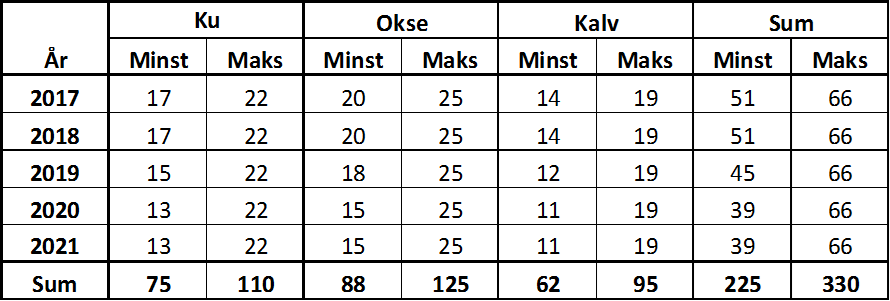 Ku Okse Kalv Sum
År Minst Maks Minst Maks Minst Maks Minst Maks
2017 17 22 20 25 14 19 51 66
2018 17 22 20 25 14 19 51 66
2019 15 22 18 25 12 19 45 66
2020 13 22 15 25 11 19 39 66
2021 13 22 15 25 11 19 39 66
Sum 75 110 88 125 62 95 225 330